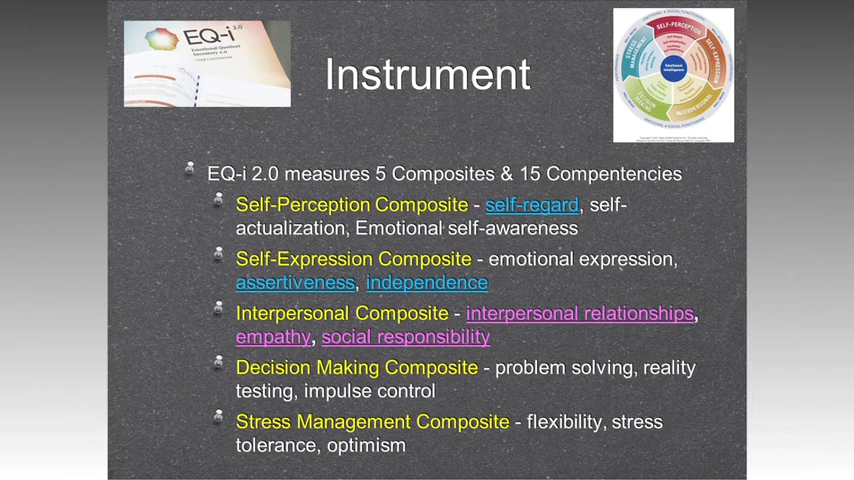 EQ-i 2.0
Emotional Quotient
Inventory 2.0
Instrument
SELF-PERCEPTION
SELF-EXPRESSION
INTERPERSONAL
DECISION MAKING
STRESS MANAGEMENT
Emotional Intelligence
EQ-i 2.0 measures 5 Composites & 15 Compentencies
Self-Perception Composite - self-regard, self-
actualization, Emotional self-awareness
Self-Expression Composite - emotional expression,
assertiveness, independence
Interpersonal Composite - interpersonal relationships,
empathy, social responsibility
Decision Making Composite - problem solving, reality
testing, impulse control
Stress Management Composite - flexibility, stress
tolerance, optimism